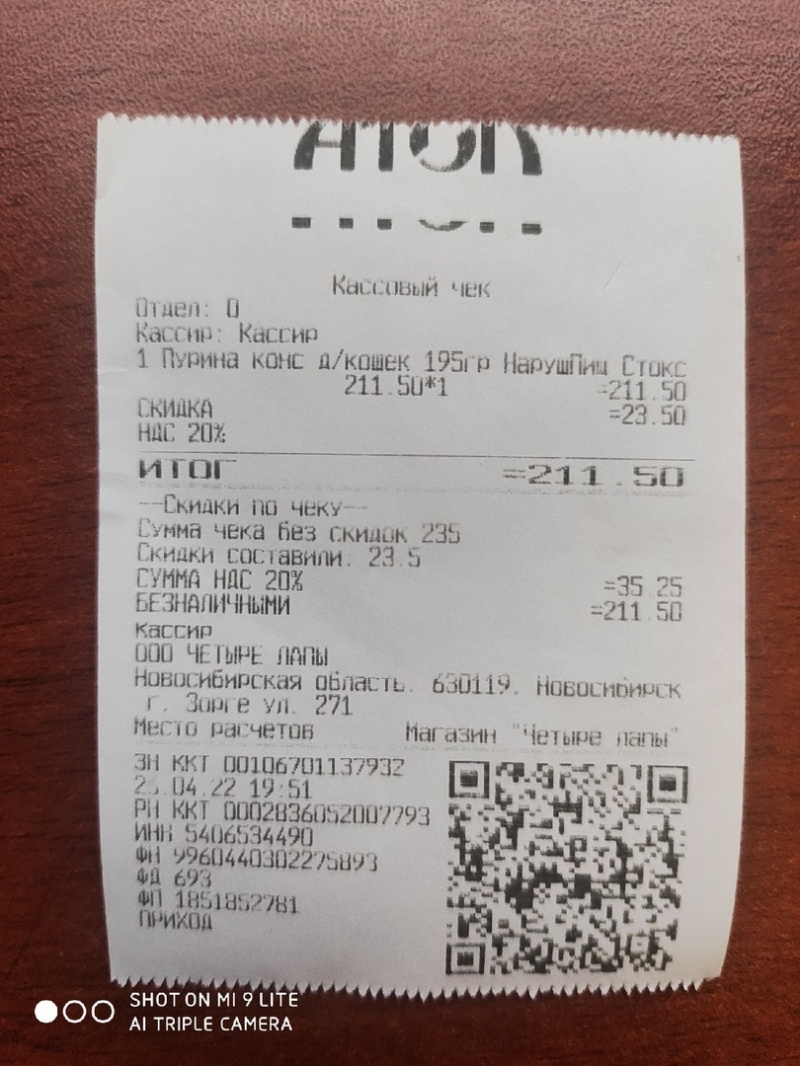 АТОЛ
Кассовый чек
Отдел: 0
Кассир: Кассир
1 Пурина конс д/кошек 195гр НарушПищ Стокс
211.50*1 =211.50
СКИДКА =23.50
НДС 20%
ИТОГ =211.50
---Скидки по чеку---
Сумма чека без скидок 235
Скидки составили: 23.5
СУММА НДС 20% =35.25
БЕЗНАЛИЧНЫМИ =211.50
Кассир
ООО ЧЕТЫРЕ ЛАПЫ
Новосибирская область, 630119, Новосибирск
г. Зорге ул. 271
Место расчетов Магазин "Четыре лапы"
ЗН ККТ 00106701137932
.04.22 19:51
РН ККТ 0002836052007793
ИНН 5406534490
ФН 9960440302275893
ФД 693
ФП 1851852781
ПРИХОД
SHOT ON MI 9 LITE
AI TRIPLE CAMERA